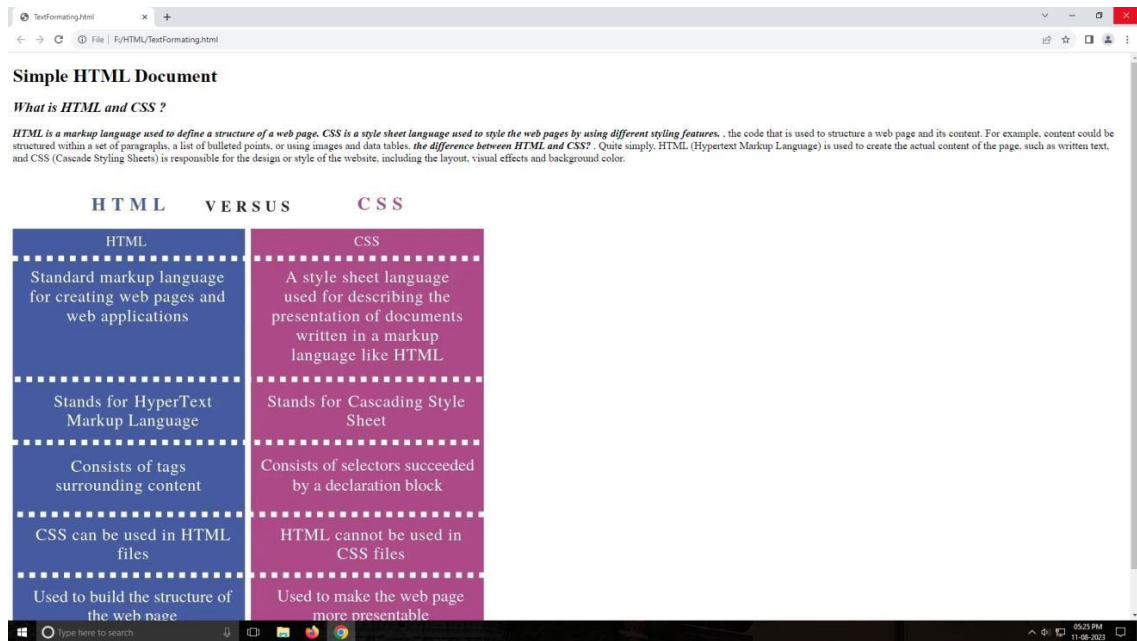 TextFormating.html
File | F:/HTML/TextFormating.html
Simple HTML Document
What is HTML and CSS ?
HTML is a markup language used to define a structure of a web page. CSS is a style sheet language used to style the web pages by using different styling features. , the code that is used to structure a web page and its content. For example, content could be
structured within a set of paragraphs, a list of bulleted points, or using images and data tables. the difference between HTML and CSS? . Quite simply, HTML (Hypertext Markup Language) is used to create the actual content of the page, such as written text,
and CSS (Cascade Styling Sheets) is responsible for the design or style of the website, including the layout, visual effects and background color.
HTML VERSUS CSS
HTML
Standard markup language
for creating web pages and
web applications
Stands for HyperText
Markup Language
Consists of tags
surrounding content
CSS can be used in HTML
files
Used to build the structure of
the web page
CSS
A style sheet language
used for describing the
presentation of documents
written in a markup
language like HTML
Stands for Cascading Style
Sheet
Consists of selectors succeeded
by a declaration block
HTML cannot be used in
CSS files
Used to make the web page
more presentable
Type here to search
05:25 PM
11-08-2023